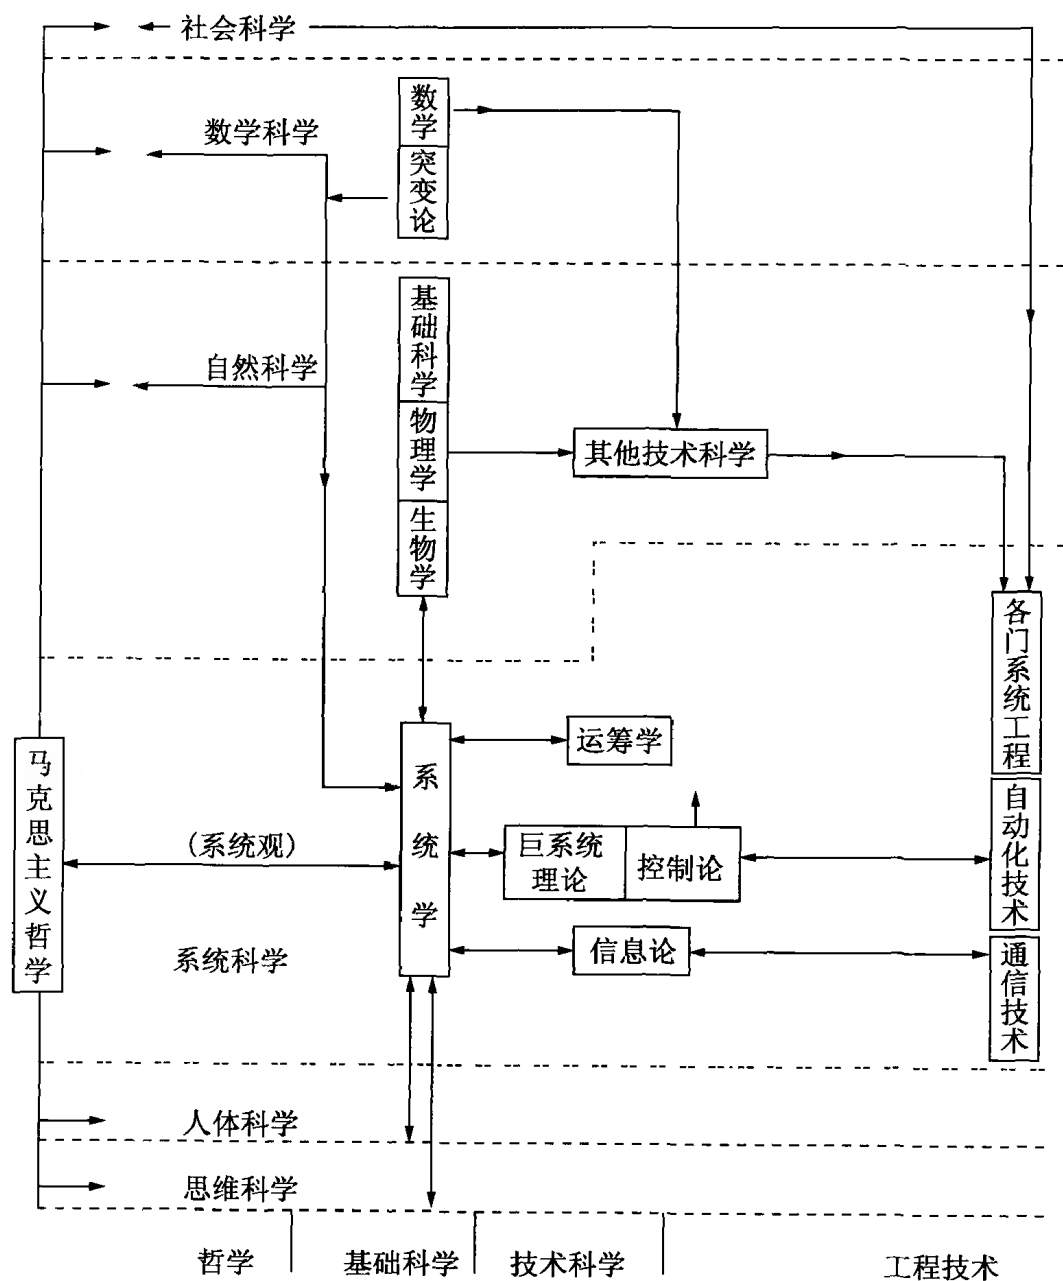 社会科学
数学科学
数学
突变论
自然科学
基础科学
物理学
生物学
其他技术科学
各门系统工程
自动化技术
通信技术
马克思主义哲学
(系统观)
系统科学
系统学
运筹学
巨系统
理论
控制论
信息论
人体科学
思维科学
哲学
基础科学
技术科学
工程技术